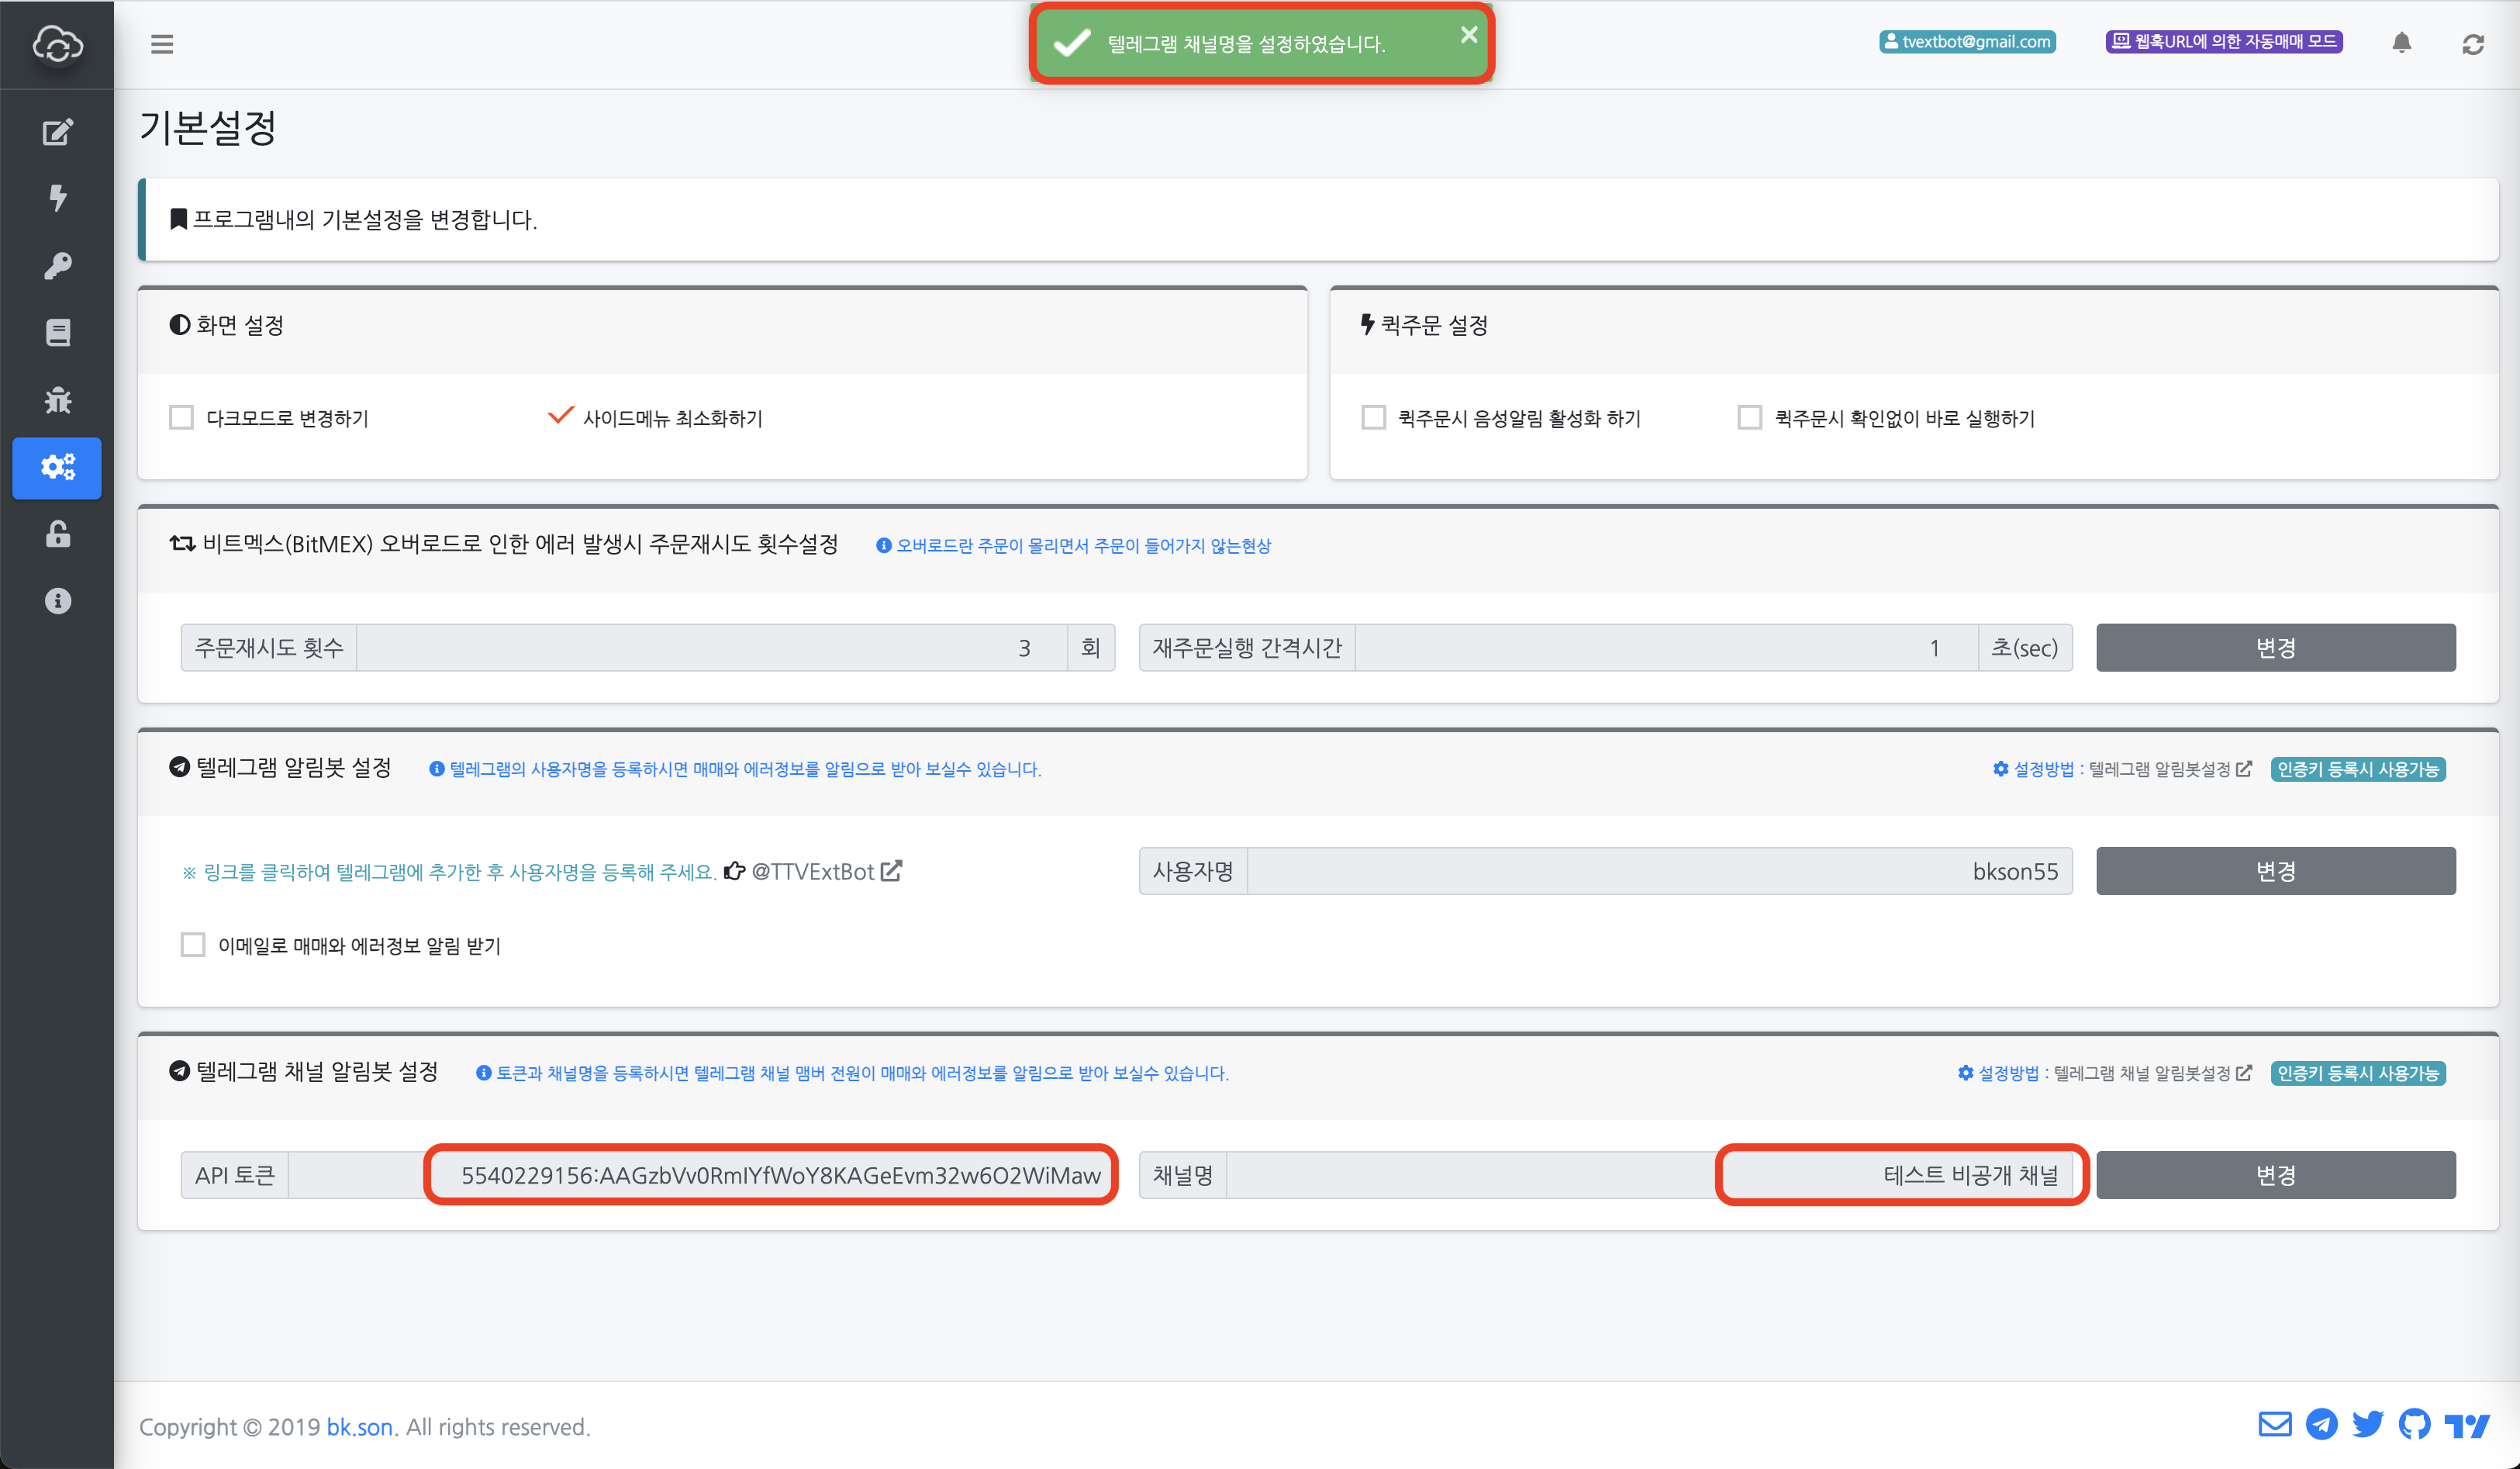 텔레그램 채널명을 설정하였습니다.
tvextbot@gmail.com
웹훅URL에 의한 자동매매 모드
기본설정
프로그램내의 기본설정을 변경합니다.
화면 설정
다크모드로 변경하기
사이드메뉴 최소화하기
퀵주문 설정
퀵주문시 음성알림 활성화 하기
퀵주문시 확인없이 바로 실행하기
비트멕스(BitMEX) 오버로드로 인한 에러 발생시 주문재시도 횟수설정
오버로드란 주문이 몰리면서 주문이 들어가지 않는현상
주문재시도 횟수 3 회
재주문실행 간격시간 1 초(sec)
변경
텔레그램 알림봇 설정
텔레그램의 사용자명을 등록하시면 매매와 에러정보를 알림으로 받아 보실수 있습니다.
설정방법 : 텔레그램 알림봇설정
인증키 등록시 사용가능
※ 링크를 클릭하여 텔레그램에 추가한 후 사용자명을 등록해 주세요. @TTVExtBot
사용자명 bkson55
변경
이메일로 매매와 에러정보 알림 받기
텔레그램 채널 알림봇 설정
토큰과 채널명을 등록하시면 텔레그램 채널 맴버 전원이 매매와 에러정보를 알림으로 받아 보실수 있습니다.
설정방법 : 텔레그램 채널 알림봇설정
인증키 등록시 사용가능
API 토큰 5540229156:AAGzbVv0RmIYfWoY8KAGeEvm32w6O2WiMaw
채널명 테스트 비공개 채널
변경
Copyright © 2019 bk.son. All rights reserved.